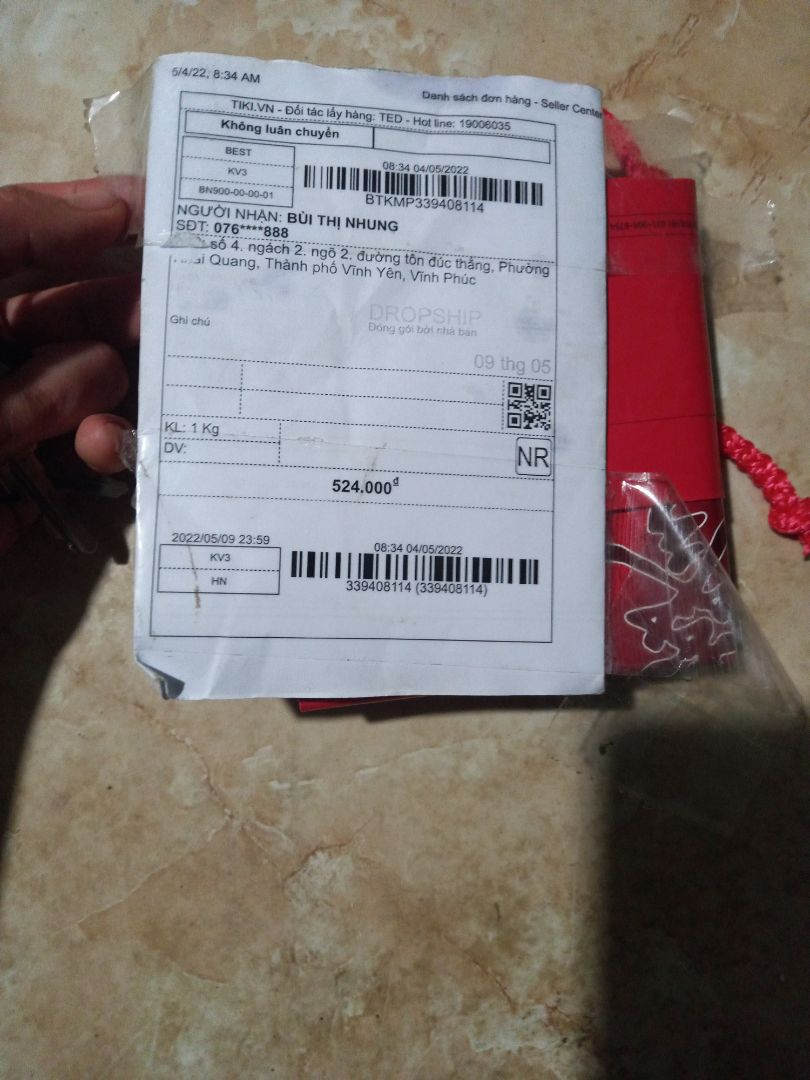 5/4/22, 8:34 AM
Danh sách đơn hàng - Seller Center
TIKI.VN - Đối tác lấy hàng: TED - Hot line: 19006035
Không luân chuyển
BEST
KV3
BN900-00-00-01
08:34 04/05/2022
BTKMP339408114
NGƯỜI NHẬN: BÙI THỊ NHUNG
SĐT: 076****888
số 4. ngách 2. ngõ 2. đường tôn đúc thắng, Phường
Quang, Thành phố Vĩnh Yên, Vĩnh Phúc
Ghi chú
DROPSHIP
Đóng gói bởi nhà bán
09 thg 05
KL: 1 Kg
DV:
NR
524.000₫
2022/05/09 23:59
KV3
HN
08:34 04/05/2022
339408114 (339408114)